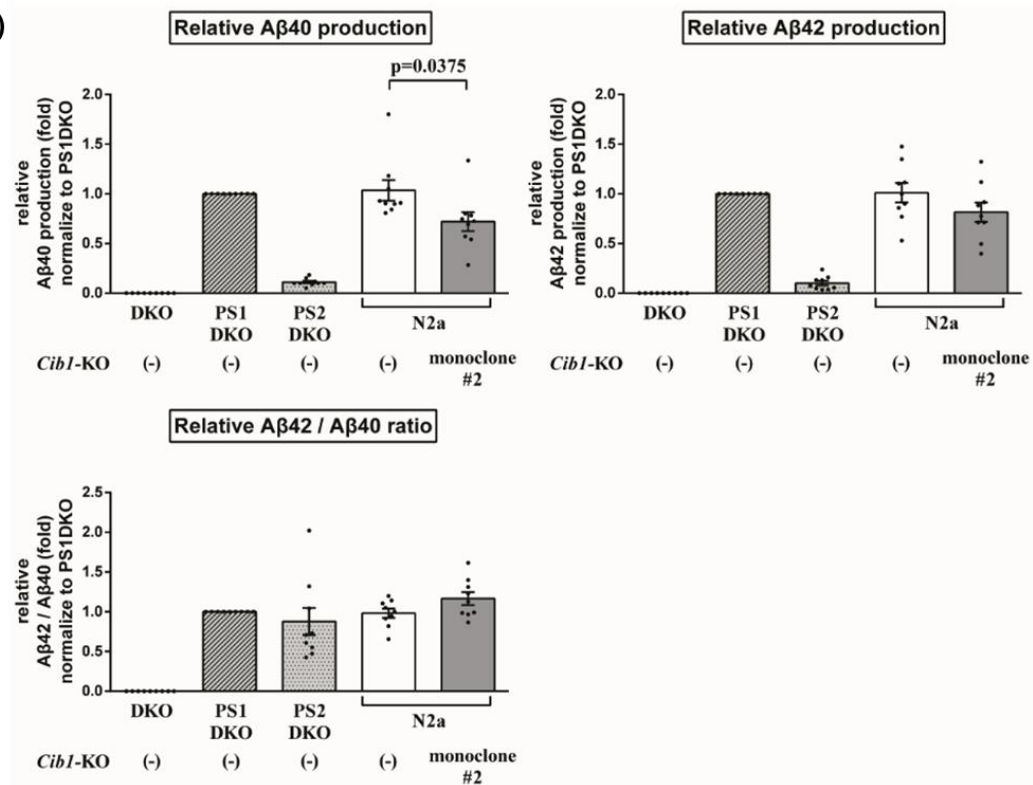 )
Relative Aβ40 production
p=0.0375
relative
Aβ40 production (fold)
normalize to PS1DKO
2.0
1.5
1.0
0.5
0.0
DKO
PS1
DKO
PS2
DKO
N2a
Cib1-KO
(-)
(-)
(-)
(-)
monoclone
#2
Relative Aβ42 production
relative
Aβ42 production (fold)
normalize to PS1DKO
2.0
1.5
1.0
0.5
0.0
DKO
PS1
DKO
PS2
DKO
N2a
Cib1-KO
(-)
(-)
(-)
(-)
monoclone
#2
Relative Aβ42 / Aβ40 ratio
relative
Aβ42 / Aβ40 (fold)
normalize to PS1DKO
2.5
2.0
1.5
1.0
0.5
0.0
DKO
PS1
DKO
PS2
DKO
N2a
Cib1-KO
(-)
(-)
(-)
(-)
monoclone
#2